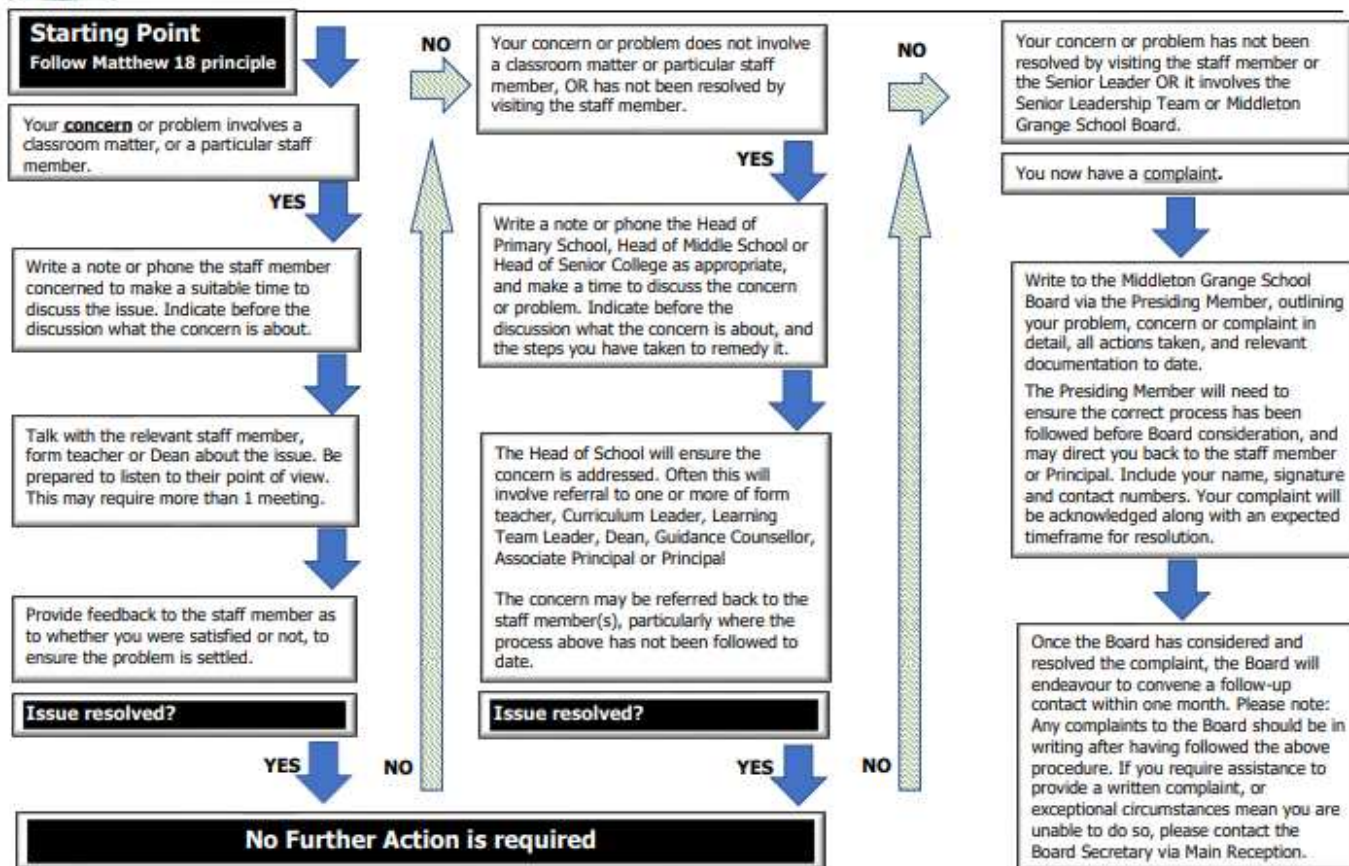 Starting Point
Follow Matthew 18 principle
Your concern or problem involves a
classroom matter, or a particular staff
member.
YES
Write a note or phone the staff member
concerned to make a suitable time to
discuss the issue. Indicate before the
discussion what the concern is about.
Talk with the relevant staff member,
form teacher or Dean about the issue. Be
prepared to listen to their point of view.
This may require more than 1 meeting.
Provide feedback to the staff member as
to whether you were satisfied or not, to
ensure the problem is settled.
Issue resolved?
YES
NO
NO
Your concern or problem does not involve
a classroom matter or particular staff
member, OR has not been resolved by
visiting the staff member.
YES
Write a note or phone the Head of
Primary School, Head of Middle School or
Head of Senior College as appropriate,
and make a time to discuss the concern
or problem. Indicate before the
discussion what the concern is about, and
the steps you have taken to remedy it.
The Head of School will ensure the
concern is addressed. Often this will
involve referral to one or more of form
teacher, Curriculum Leader, Learning
Team Leader, Dean, Guidance Counsellor,
Associate Principal or Principal
The concern may be referred back to the
staff member(s), particularly where the
process above has not been followed to
date.
Issue resolved?
YES
NO
No Further Action is required
NO
Your concern or problem has not been
resolved by visiting the staff member or
the Senior Leader OR it involves the
Senior Leadership Team or Middleton
Grange School Board.
You now have a complaint.
Write to the Middleton Grange School
Board via the Presiding Member, outlining
your problem, concern or complaint in
detail, all actions taken, and relevant
documentation to date.
The Presiding Member will need to
ensure the correct process has been
followed before Board consideration, and
may direct you back to the staff member
or Principal. Include your name, signature
and contact numbers. Your complaint will
be acknowledged along with an expected
timeframe for resolution.
Once the Board has considered and
resolved the complaint, the Board will
endeavour to convene a follow-up
contact within one month. Please note:
Any complaints to the Board should be in
writing after having followed the above
procedure. If you require assistance to
provide a written complaint, or
exceptional circumstances mean you are
unable to do so, please contact the
Board Secretary via Main Reception.